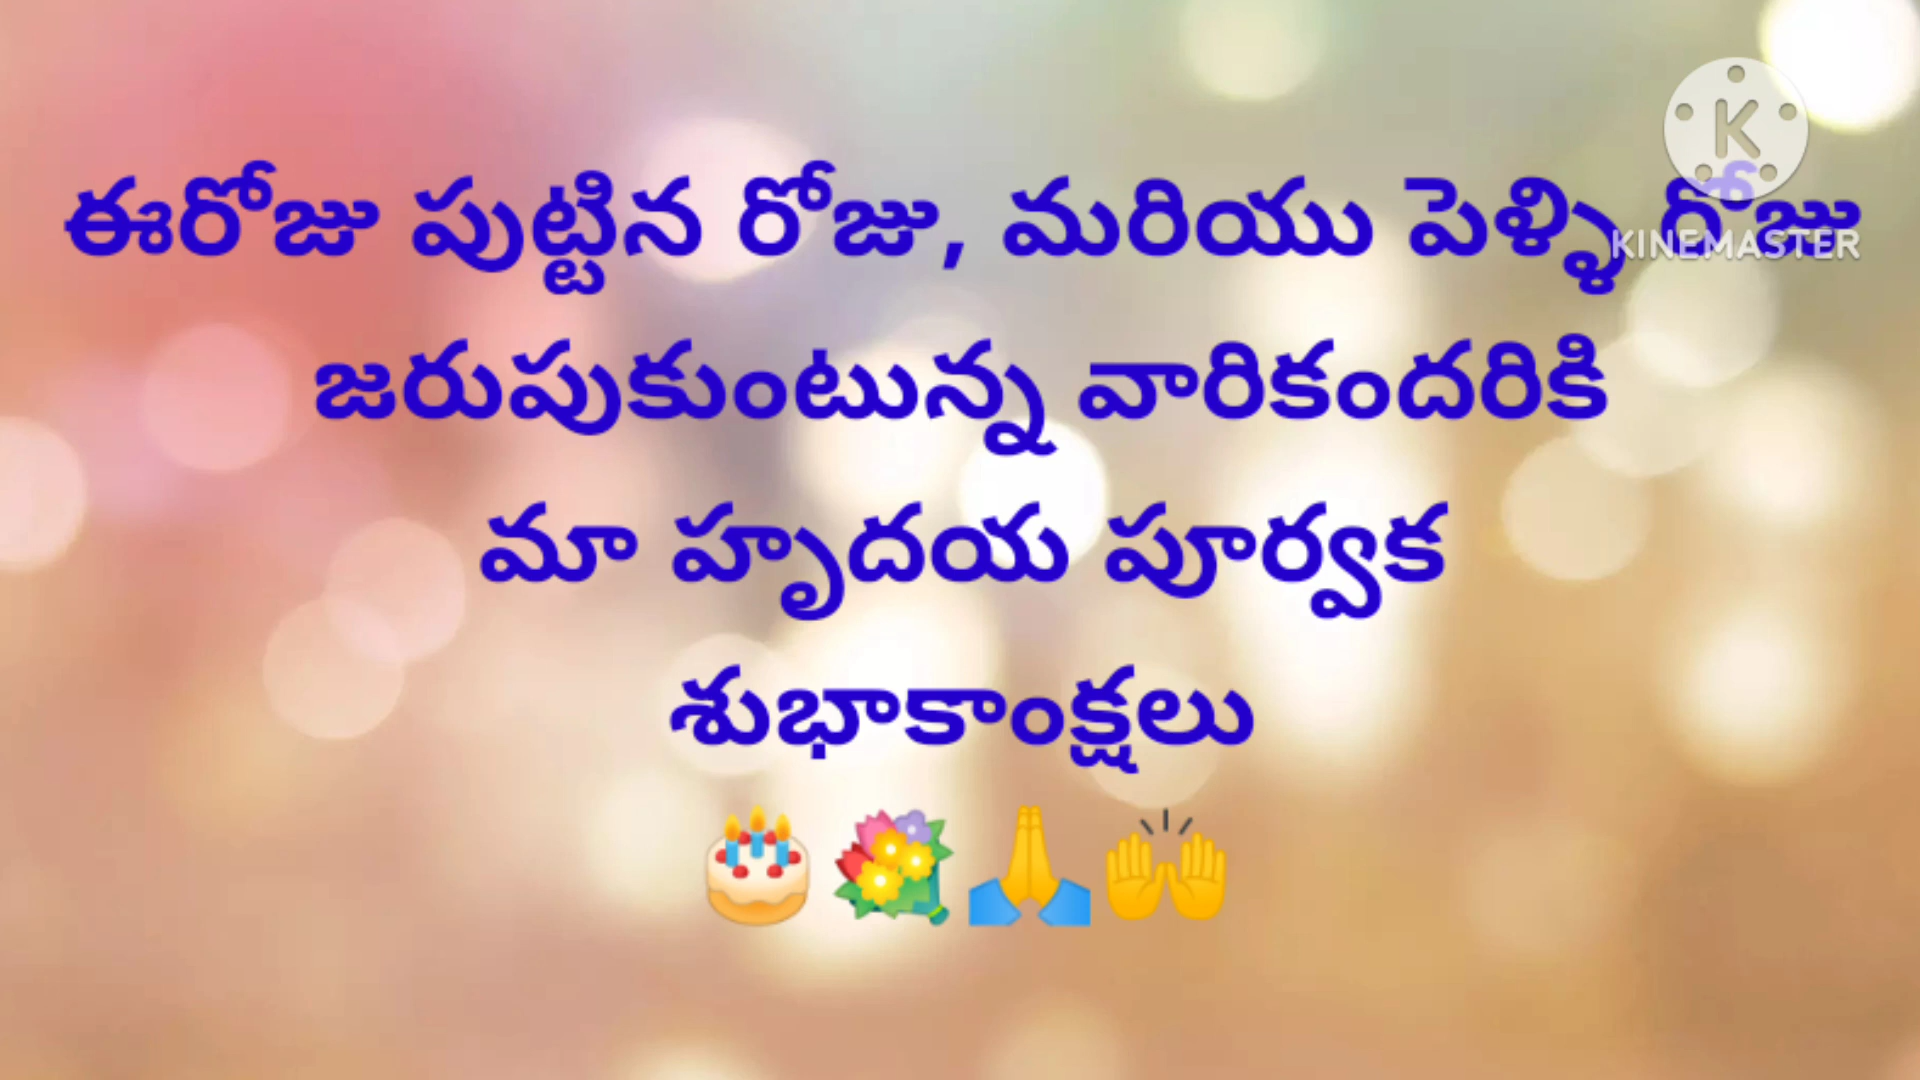 ఈరోజు పుట్టిన రోజు, మరియు పెళ్ళి రోజు
జరుపుకుంటున్న వారికందరికి
మా హృదయ పూర్వక
శుభాకాంక్షలు
🎂💐🙏🙌
K
KINEMASTER